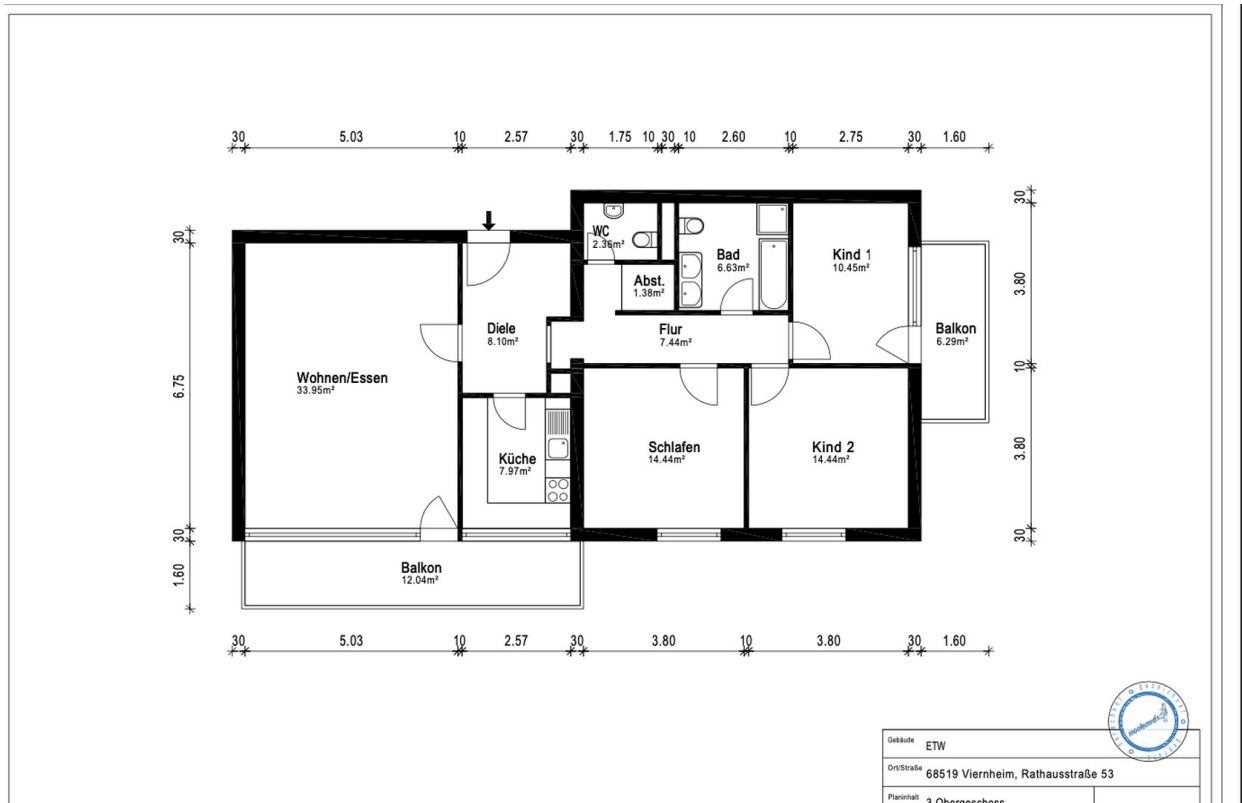 30 5.03 10 2.57 30 1.75 10 30 10 2.60 10 2.75 30 1.60
30
6.75
30
1.60
30
3.80
10
3.80
30
WC
2.36m²
Abst.
1.38m²
Bad
6.63m²
Kind 1
10.45m²
Diele
8.10m²
Flur
7.44m²
Balkon
6.29m²
Wohnen/Essen
33.95m²
Küche
7.97m²
Schlafen
14.44m²
Kind 2
14.44m²
Balkon
12.04m²
30 5.03 10 2.57 30 3.80 10 3.80 30 1.60
Gebäude ETW
Ort/Straße 68519 Viernheim, Rathausstraße 53
Planinhalt 3.Obergeschoss